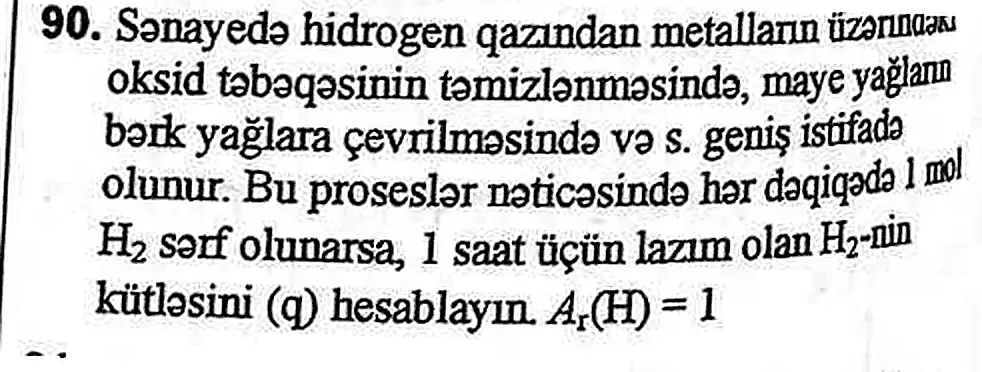 90. Sənayedə hidrogen qazından metalların üzərindəki
oksid təbəqəsinin təmizlənməsində, maye yağların
bərk yağlara çevrilməsində və s. geniş istifadə
olunur. Bu proseslər nəticəsində hər dəqiqədə 1 mol
H₂ sərf olunarsa, 1 saat üçün lazım olan H₂-nin
kütləsini (q) hesablayın. Aᵣ(H) = 1